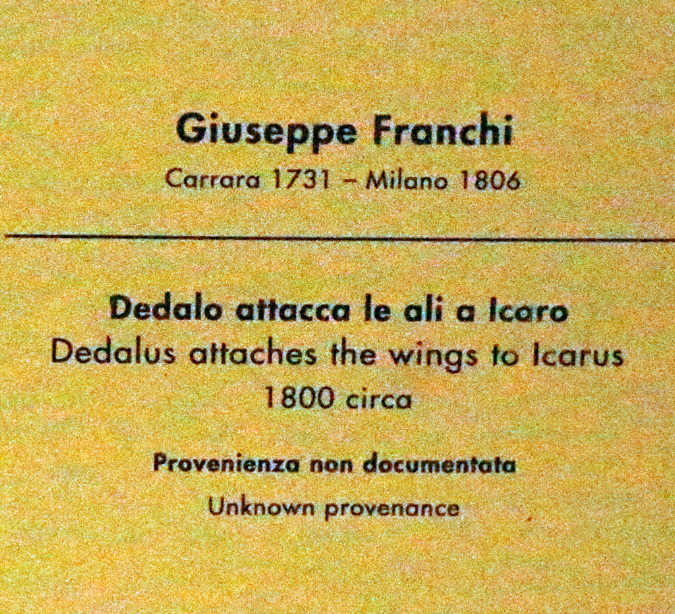 Giuseppe Franchi
Carrara 1731 – Milano 1806
Dedalo attacca le ali a Icaro
Dedalus attaches the wings to Icarus
1800 circa
Provenienza non documentata
Unknown provenance